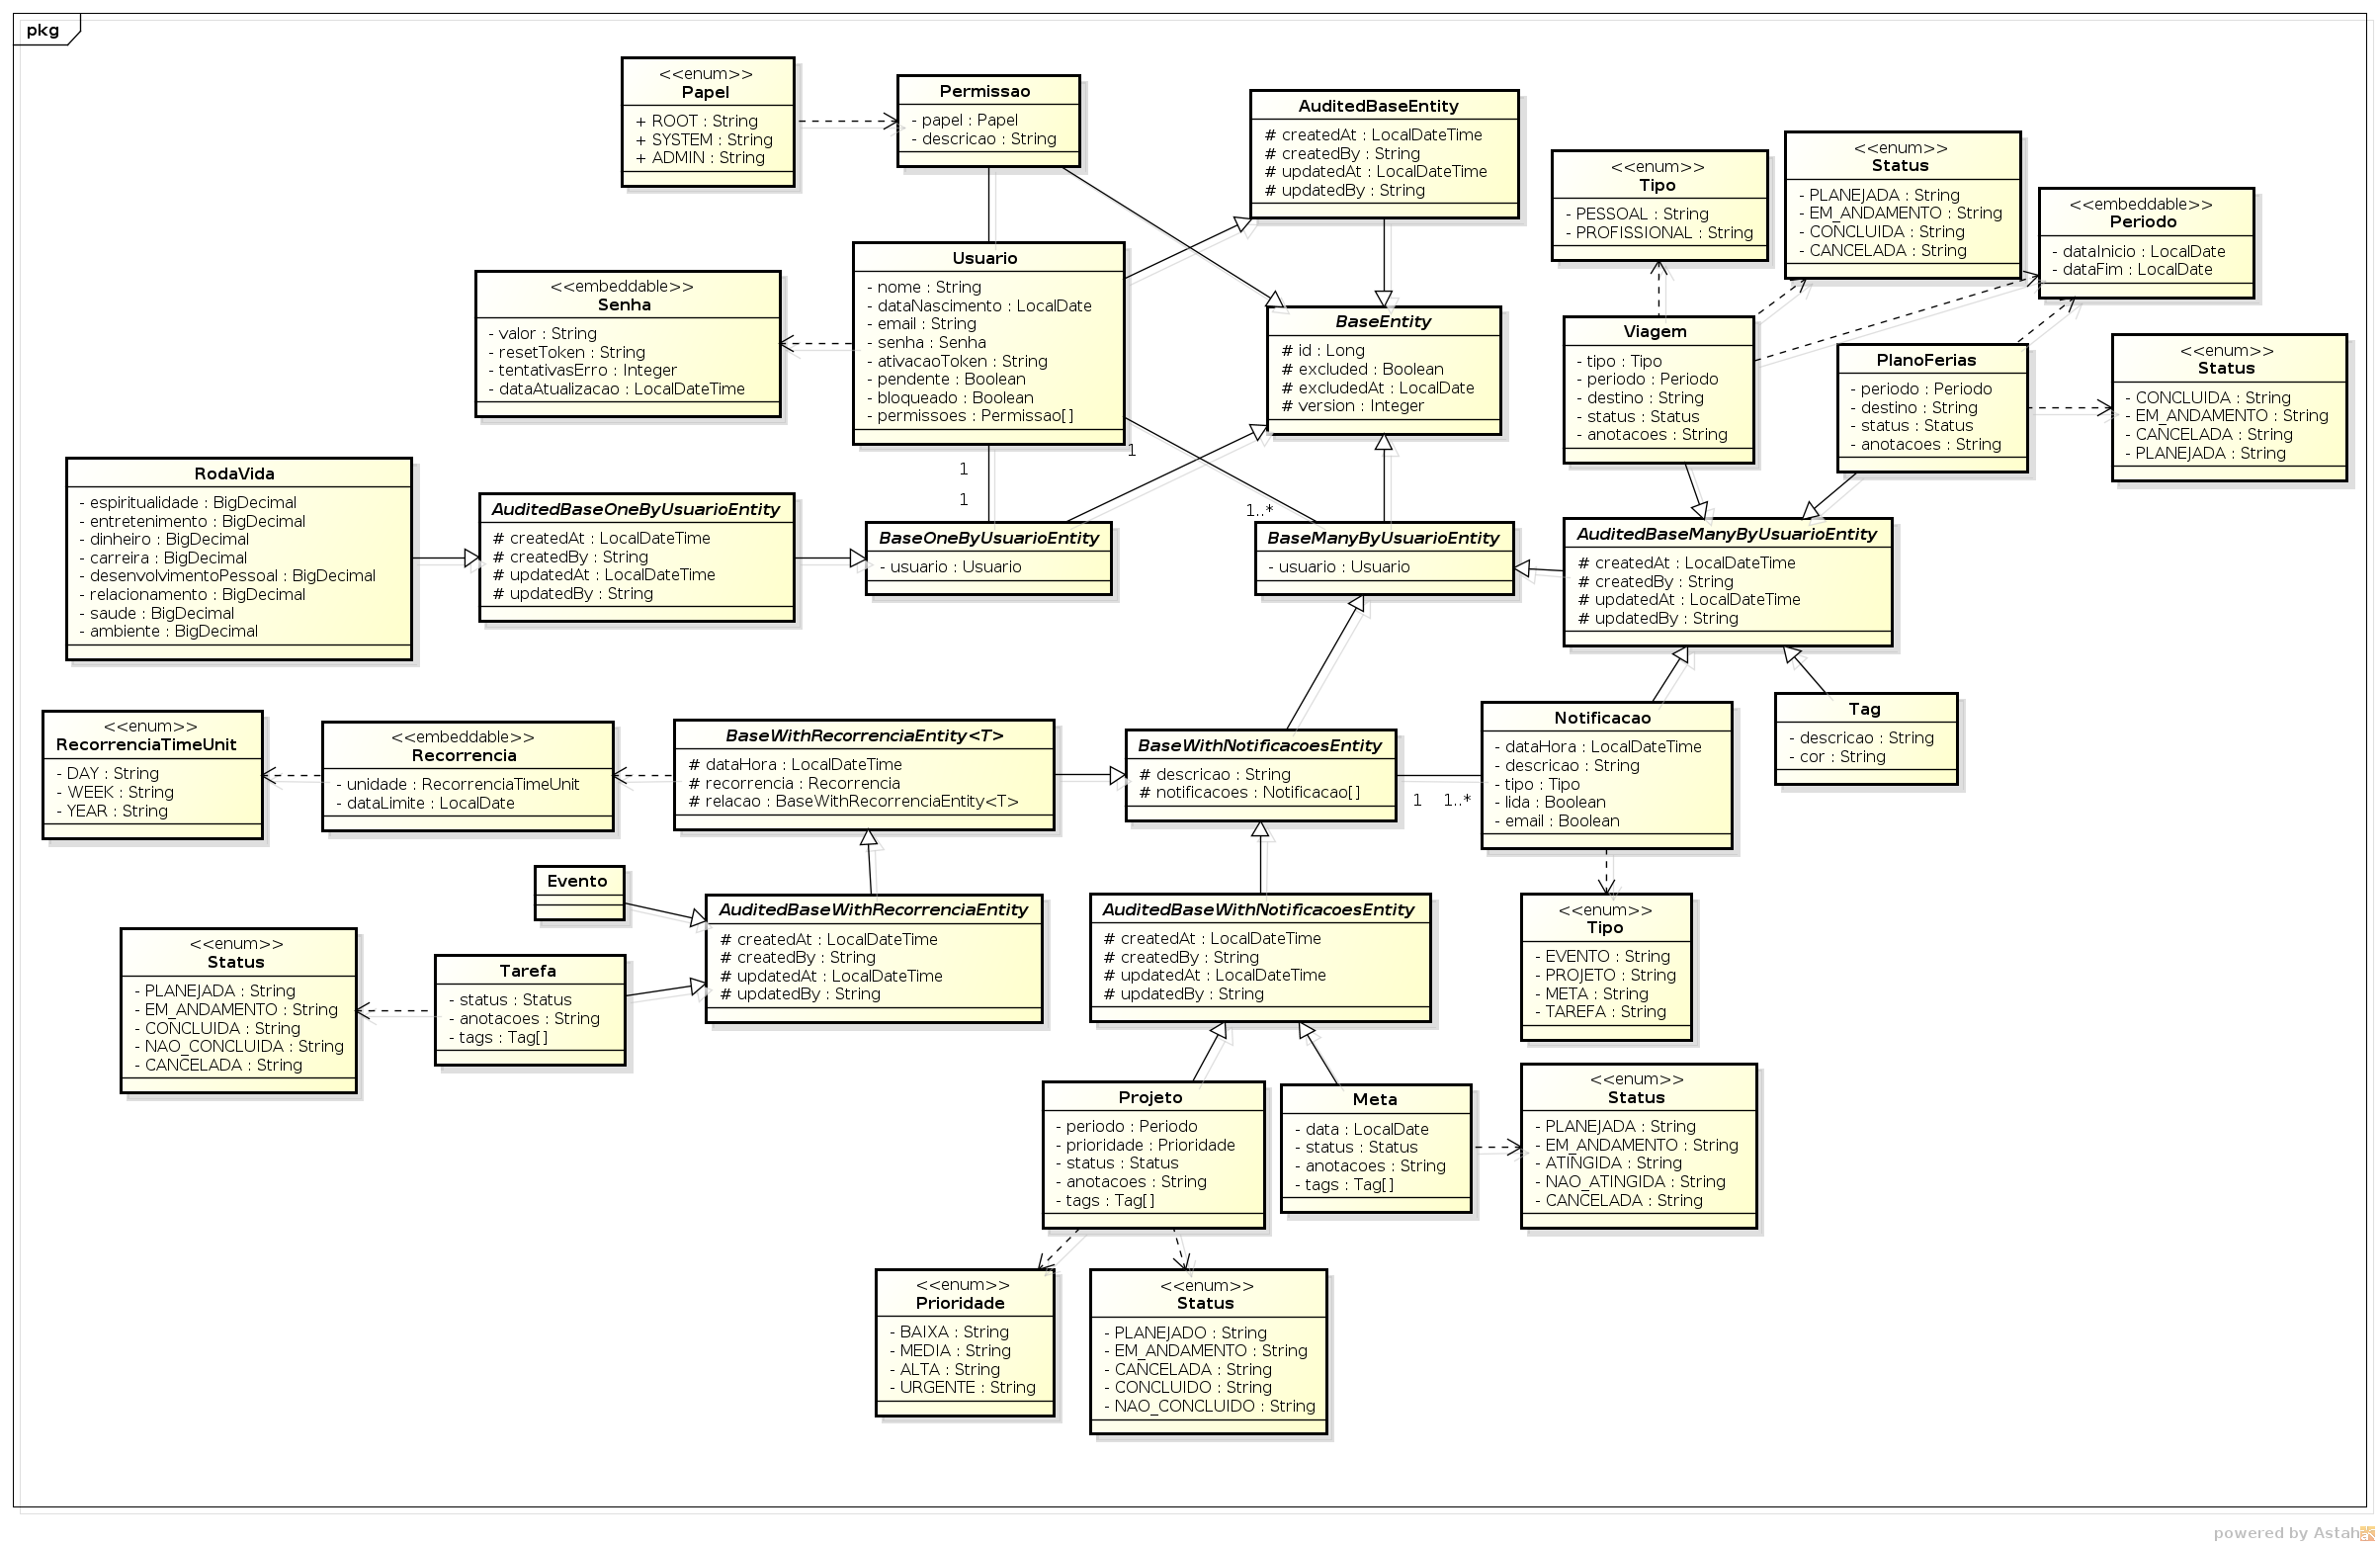 pkg
<<enum>>
Papel
+ ROOT : String
+ SYSTEM : String
+ ADMIN : String
Permissao
- papel : Papel
- descricao : String
AuditedBaseEntity
# createdAt : LocalDateTime
# createdBy : String
# updatedAt : LocalDateTime
# updatedBy : String
<<enum>>
Tipo
- PESSOAL : String
- PROFISSIONAL : String
<<enum>>
Status
- PLANEJADA : String
- EM_ANDAMENTO : String
- CONCLUIDA : String
- CANCELADA : String
<<embeddable>>
Periodo
- dataInicio : LocalDate
- dataFim : LocalDate
<<embeddable>>
Senha
- valor : String
- resetToken : String
- tentativasErro : Integer
- dataAtualizacao : LocalDateTime
Usuario
- nome : String
- dataNascimento : LocalDate
- email : String
- senha : Senha
- ativacaoToken : String
- pendente : Boolean
- bloqueado : Boolean
- permissoes : Permissao[]
BaseEntity
# id : Long
# excluded : Boolean
# excludedAt : LocalDate
# version : Integer
Viagem
- tipo : Tipo
- periodo : Periodo
- destino : String
- status : Status
- anotacoes : String
PlanoFerias
- periodo : Periodo
- destino : String
- status : Status
- anotacoes : String
<<enum>>
Status
- CONCLUIDA : String
- EM_ANDAMENTO : String
- CANCELADA : String
- PLANEJADA : String
1
1
1
1..*
RodaVida
- espiritualidade : BigDecimal
- entretenimento : BigDecimal
- dinheiro : BigDecimal
- carreira : BigDecimal
- desenvolvimentoPessoal : BigDecimal
- relacionamento : BigDecimal
- saude : BigDecimal
- ambiente : BigDecimal
AuditedBaseOneByUsuarioEntity
# createdAt : LocalDateTime
# createdBy : String
# updatedAt : LocalDateTime
# updatedBy : String
BaseOneByUsuarioEntity
- usuario : Usuario
BaseManyByUsuarioEntity
- usuario : Usuario
AuditedBaseManyByUsuarioEntity
# createdAt : LocalDateTime
# createdBy : String
# updatedAt : LocalDateTime
# updatedBy : String
<<enum>>
RecorrenciaTimeUnit
- DAY : String
- WEEK : String
- YEAR : String
<<embeddable>>
Recorrencia
- unidade : RecorrenciaTimeUnit
- dataLimite : LocalDate
BaseWithRecorrenciaEntity<T>
# dataHora : LocalDateTime
# recorrencia : Recorrencia
# relacao : BaseWithRecorrenciaEntity<T>
BaseWithNotificacoesEntity
# descricao : String
# notificacoes : Notificacao[]
1
1..*
Notificacao
- dataHora : LocalDateTime
- descricao : String
- tipo : Tipo
- lida : Boolean
- email : Boolean
Tag
- descricao : String
- cor : String
Evento
<<enum>>
Status
- PLANEJADA : String
- EM_ANDAMENTO : String
- CONCLUIDA : String
- NAO_CONCLUIDA : String
- CANCELADA : String
Tarefa
- status : Status
- anotacoes : String
- tags : Tag[]
AuditedBaseWithRecorrenciaEntity
# createdAt : LocalDateTime
# createdBy : String
# updatedAt : LocalDateTime
# updatedBy : String
AuditedBaseWithNotificacoesEntity
# createdAt : LocalDateTime
# createdBy : String
# updatedAt : LocalDateTime
# updatedBy : String
<<enum>>
Tipo
- EVENTO : String
- PROJETO : String
- META : String
- TAREFA : String
Projeto
- periodo : Periodo
- prioridade : Prioridade
- status : Status
- anotacoes : String
- tags : Tag[]
Meta
- data : LocalDate
- status : Status
- anotacoes : String
- tags : Tag[]
<<enum>>
Status
- PLANEJADA : String
- EM_ANDAMENTO : String
- ATINGIDA : String
- NAO_ATINGIDA : String
- CANCELADA : String
<<enum>>
Prioridade
- BAIXA : String
- MEDIA : String
- ALTA : String
- URGENTE : String
<<enum>>
Status
- PLANEJADO : String
- EM_ANDAMENTO : String
- CANCELADA : String
- CONCLUIDO : String
- NAO_CONCLUIDO : String
powered by Astah